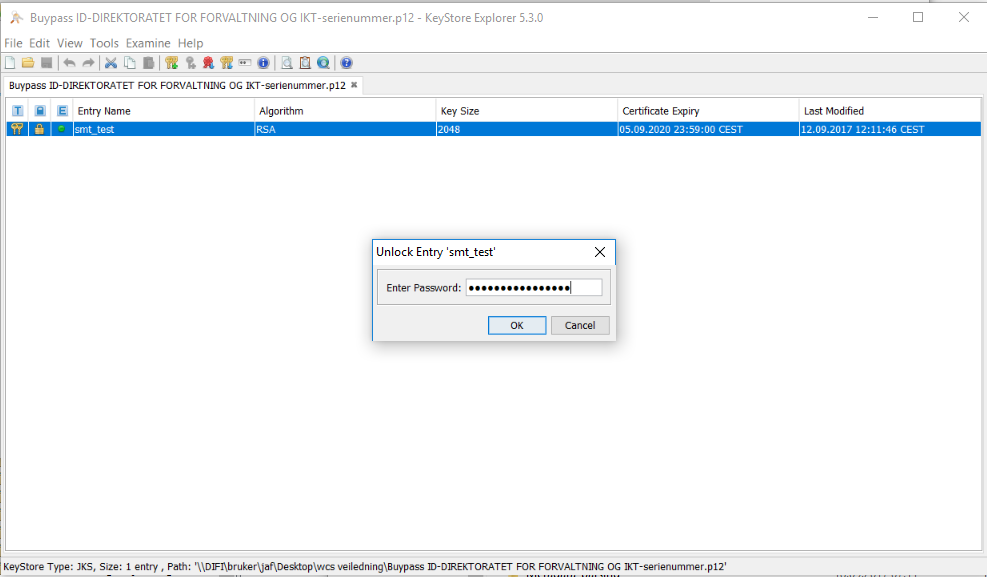 Buypass ID-DIREKTORATET FOR FORVALTNING OG IKT-serienummer.p12 - KeyStore Explorer 5.3.0
File Edit View Tools Examine Help
Buypass ID-DIREKTORATET FOR FORVALTNING OG IKT-serienummer.p12
T E Entry Name Algorithm Key Size Certificate Expiry Last Modified
smt_test RSA 2048 05.09.2020 23:59:00 CEST 12.09.2017 12:11:46 CEST
Unlock Entry 'smt_test'
Enter Password: ●●●●●●●●●●●●●●●●
OK Cancel
KeyStore Type: JKS, Size: 1 entry , Path: '\\DIFI\bruker\jaf\Desktop\wcs veiledning\Buypass ID-DIREKTORATET FOR FORVALTNING OG IKT-serienummer.p12'